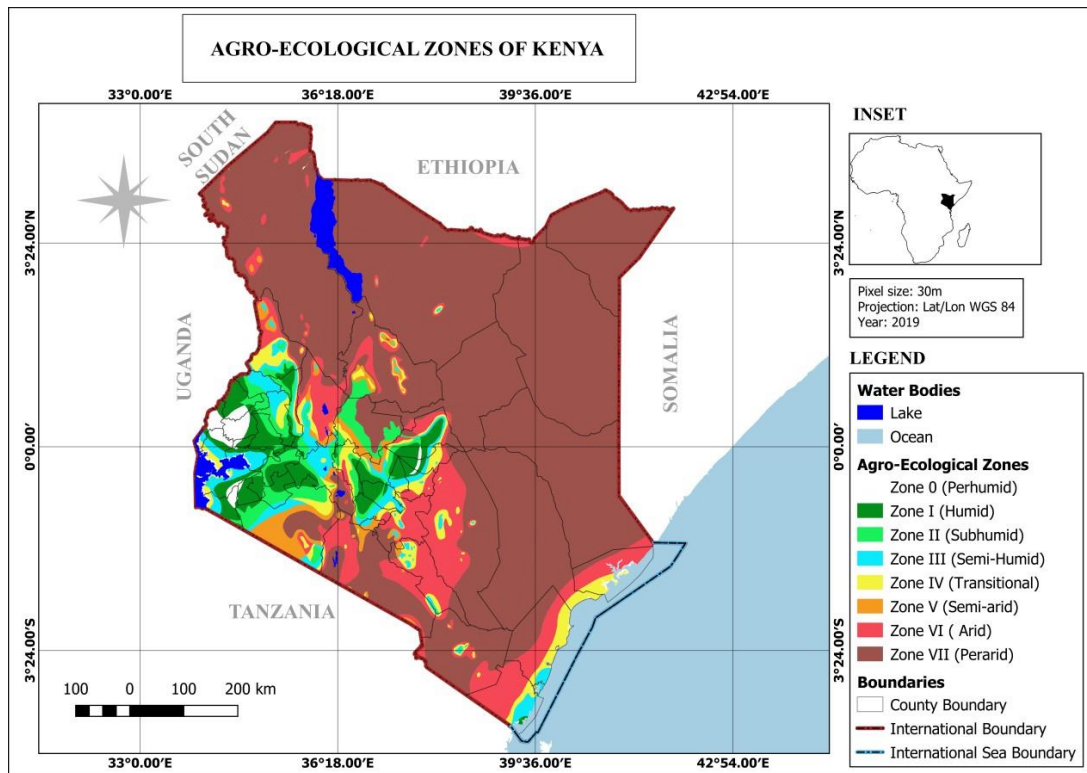 AGRO-ECOLOGICAL ZONES OF KENYA
33°0.00'E 36°18.00'E 39°36.00'E 42°54.00'E
SOUTH
SUDAN
ETHIOPIA
UGANDA
SOMALIA
TANZANIA
3°24.00'N
0°0.00'
3°24.00'S
3°24.00'N
0°0.00'
3°24.00'S
100 0 100 200 km
33°0.00'E 36°18.00'E 39°36.00'E 42°54.00'E
INSET
Pixel size: 30m
Projection: Lat/Lon WGS 84
Year: 2019
LEGEND
Water Bodies
Lake
Ocean
Agro-Ecological Zones
Zone 0 (Perhumid)
Zone I (Humid)
Zone II (Subhumid)
Zone III (Semi-Humid)
Zone IV (Transitional)
Zone V (Semi-arid)
Zone VI ( Arid)
Zone VII (Perarid)
Boundaries
County Boundary
International Boundary
International Sea Boundary